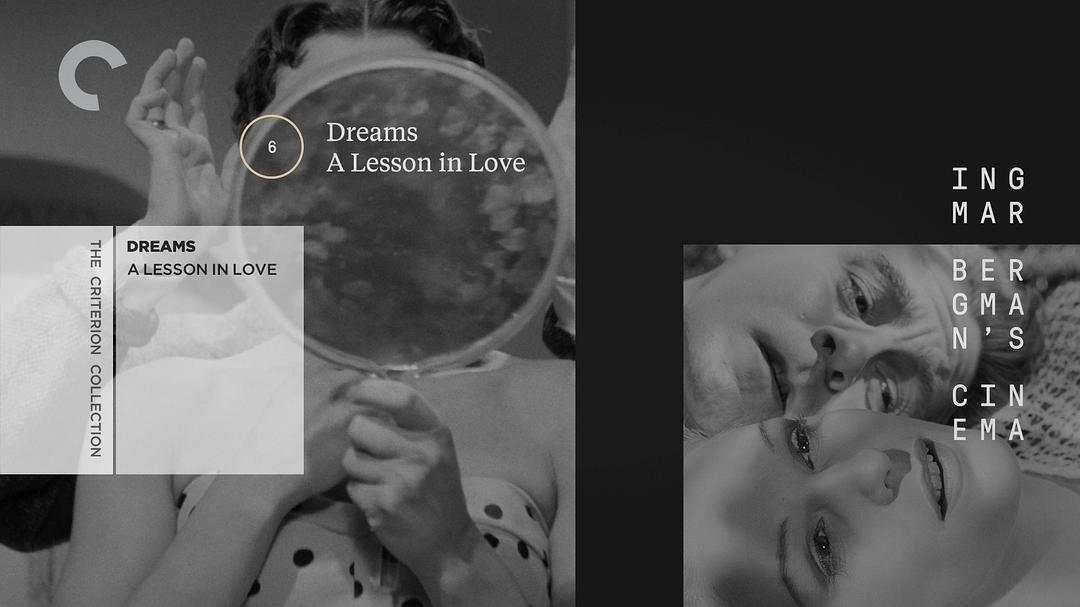 6
Dreams
A Lesson in Love
THE CRITERION COLLECTION
DREAMS
A LESSON IN LOVE
ING
MAR
BER
GMA
N’S
CIN
EMA